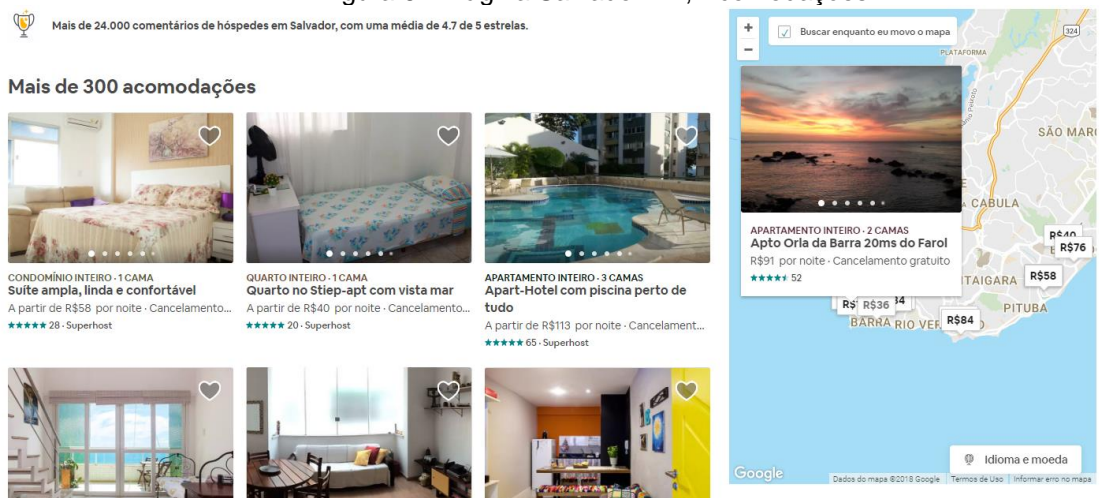 Mais de 24.000 comentários de hóspedes em Salvador, com uma média de 4.7 de 5 estrelas.
Mais de 300 acomodações
CONDOMÍNIO INTEIRO · 1 CAMA
Suíte ampla, linda e confortável
A partir de R$58 por noite · Cancelamento...
28 · Superhost
QUARTO INTEIRO · 1 CAMA
Quarto no Stiep-apt com vista mar
A partir de R$40 por noite · Cancelamento...
20 · Superhost
APARTAMENTO INTEIRO · 3 CAMAS
Apart-Hotel com piscina perto de
tudo
A partir de R$113 por noite · Cancelament...
65 · Superhost
+
Buscar enquanto eu movo o mapa
−
324
PLATAFORMA
SÃO MAR
CABULA
APARTAMENTO INTEIRO · 2 CAMAS
Apto Orla da Barra 20ms do Farol
R$91 por noite · Cancelamento gratuito
52
R$40
R$76
R$58
ITAIGARA
PITUBA
R$36
R$84
BARRA
RIO VER
Idioma e moeda
Google
Dados do mapa ©2018 Google
Termos de Uso
Informar erro no mapa